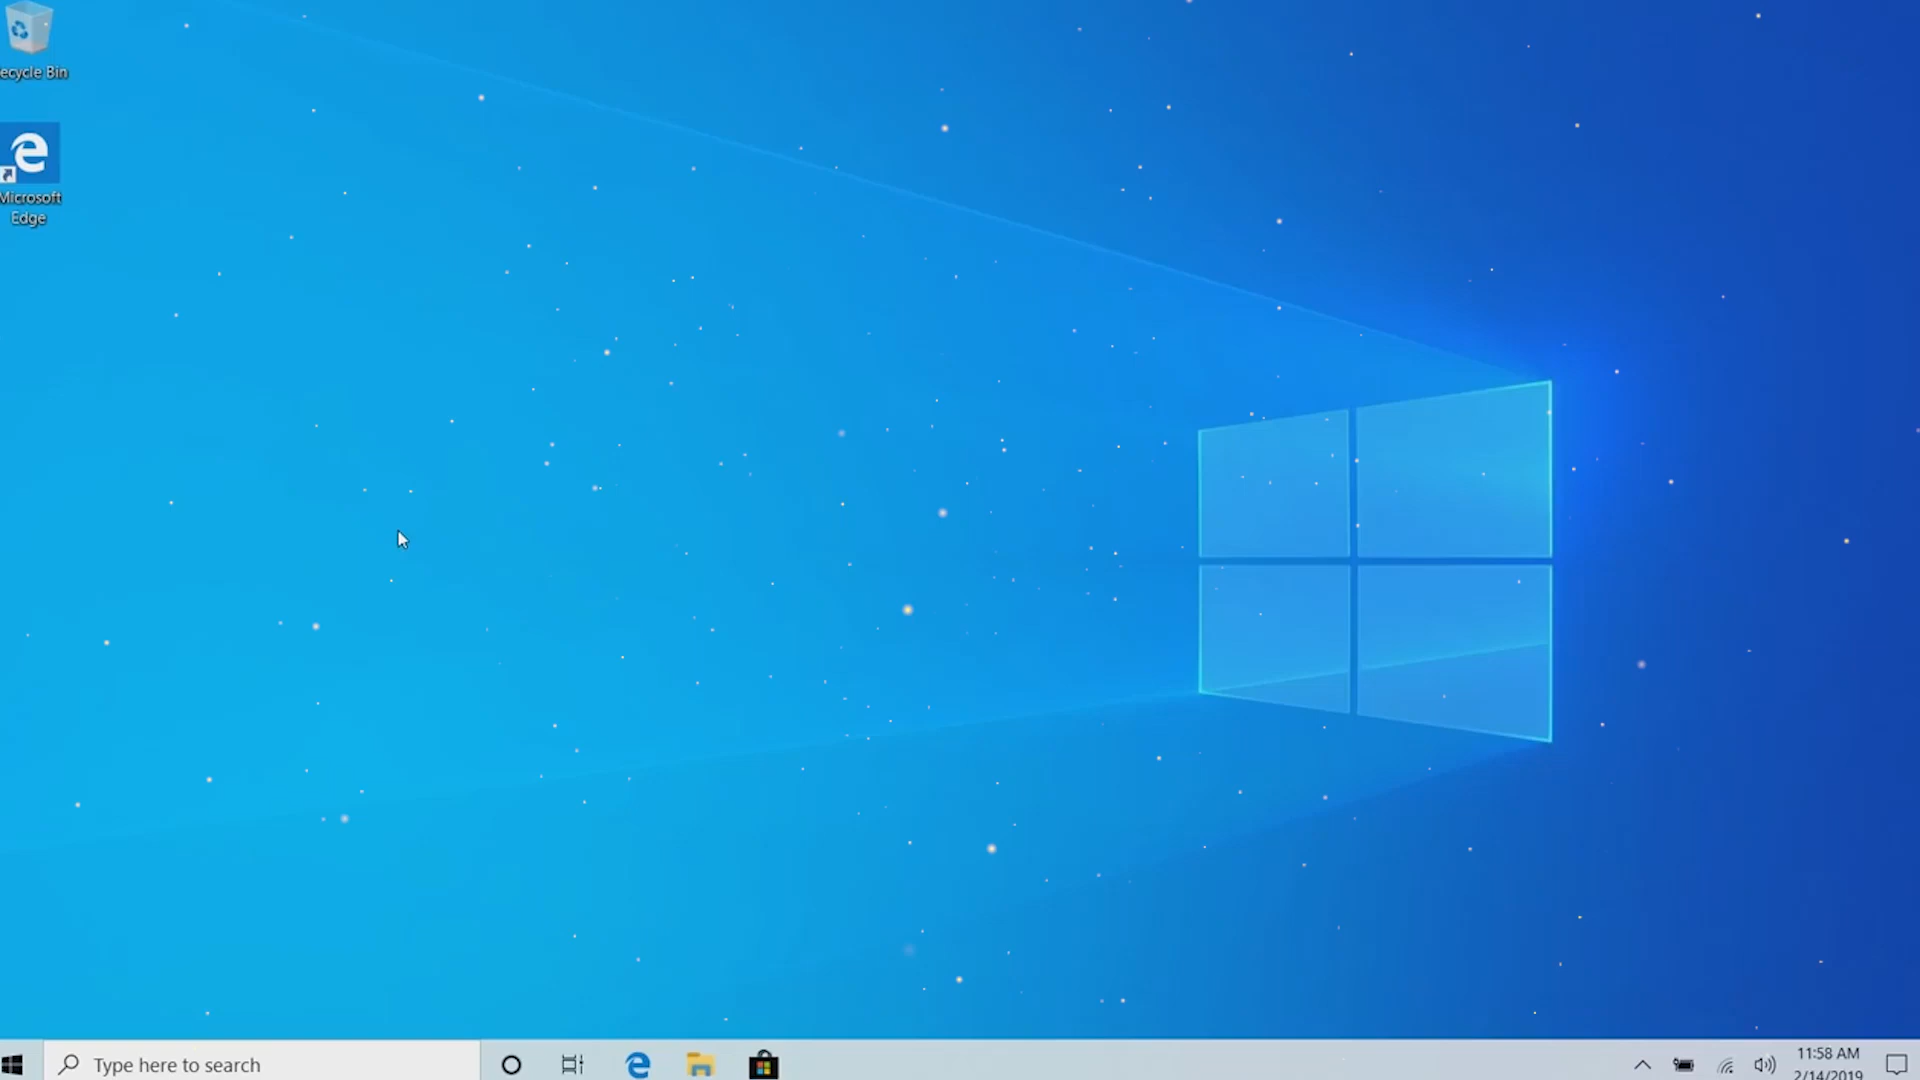 ecycle Bin
Microsoft
Edge
Type here to search
11:58 AM
2/14/2019